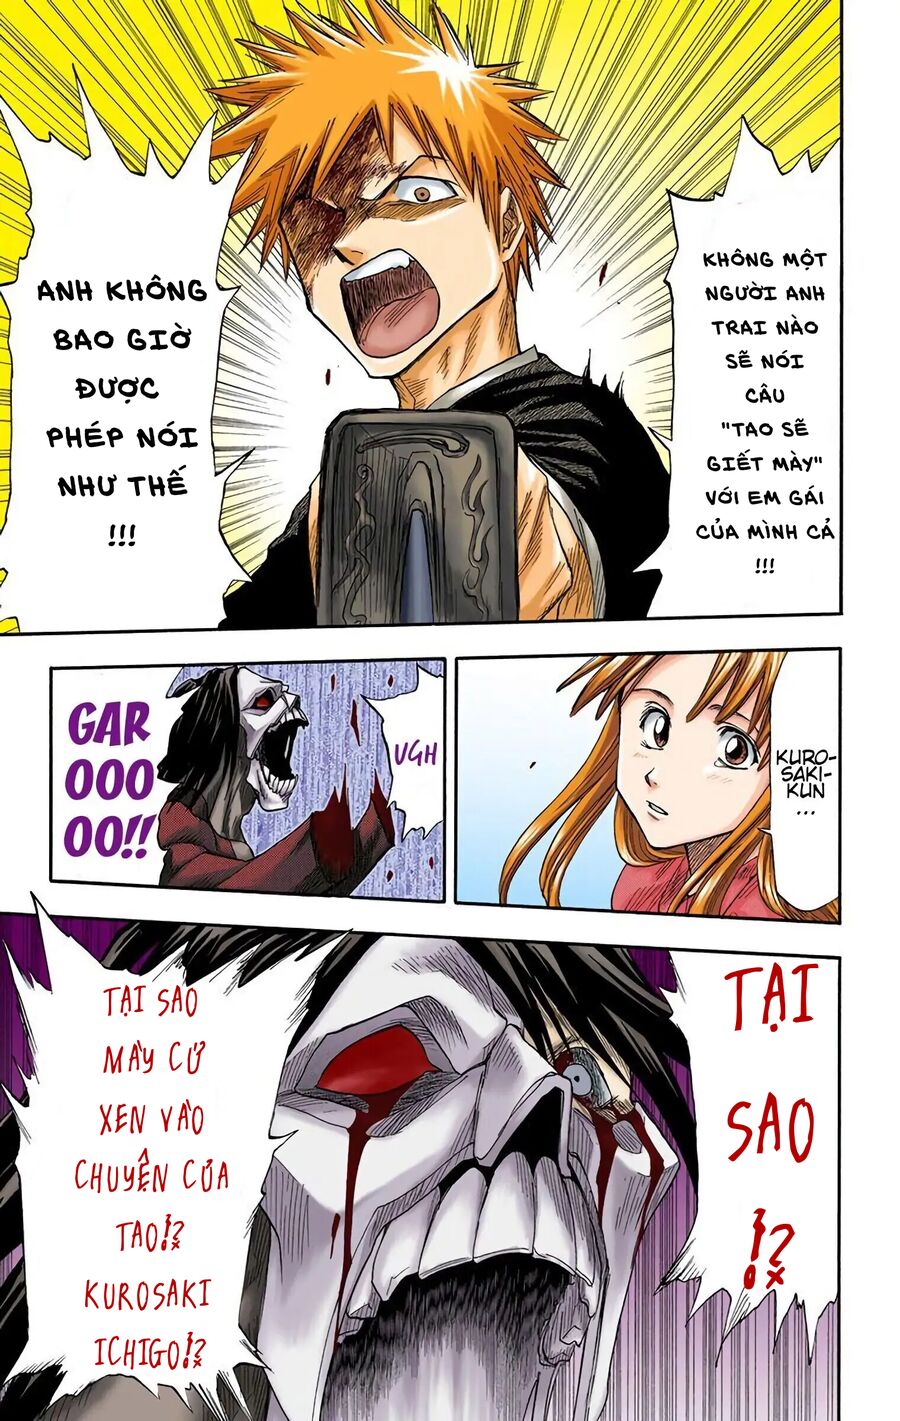 KHÔNG MỘT
NGƯỜI ANH
TRAI NÀO
SẼ NÓI
CÂU
"TAO SẼ
GIẾT MÀY"
VỚI EM GÁI
CỦA MÌNH CẢ
!!!
ANH KHÔNG
BAO GIỜ
ĐƯỢC
PHÉP NÓI
NHƯ THẾ
!!!
KURO-
SAKI-
KUN
...
UGH
GAR
OOO
OO!!
TẠI
SAO
!?
TẠI SAO
MÀY CỨ
XEN VÀO
CHUYỆN CỦA
TAO!?
KUROSAKI
ICHIGO!?